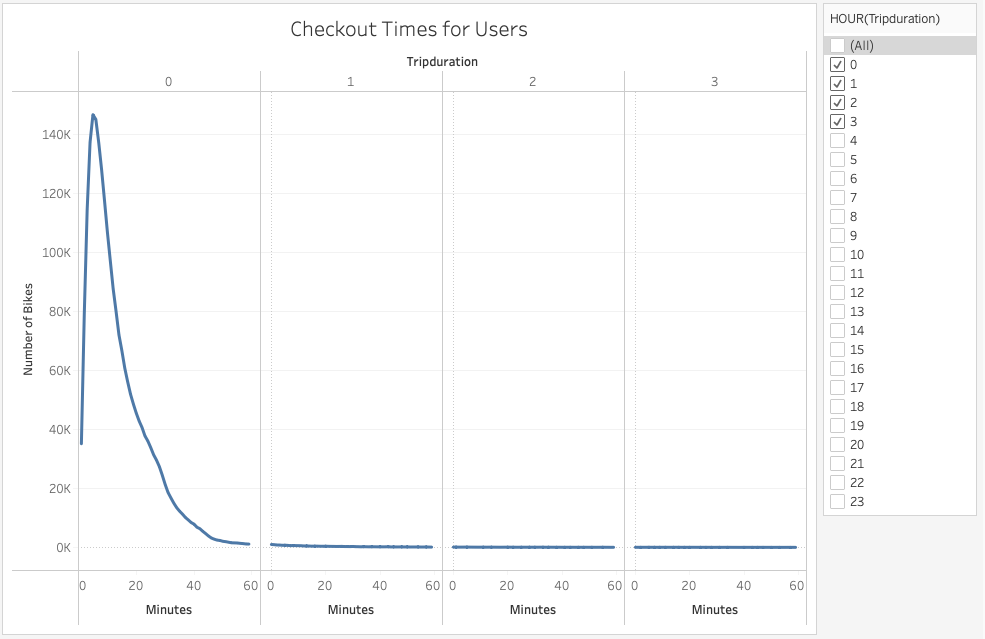 Checkout Times for Users
Tripduration
0 1 2 3
140K
120K
100K
80K
60K
40K
20K
0K
Number of Bikes
0 20 40 60 0 20 40 60 0 20 40 60 0 20 40 60
Minutes Minutes Minutes Minutes
HOUR(Tripduration)
(All)
0
1
2
3
4
5
6
7
8
9
10
11
12
13
14
15
16
17
18
19
20
21
22
23